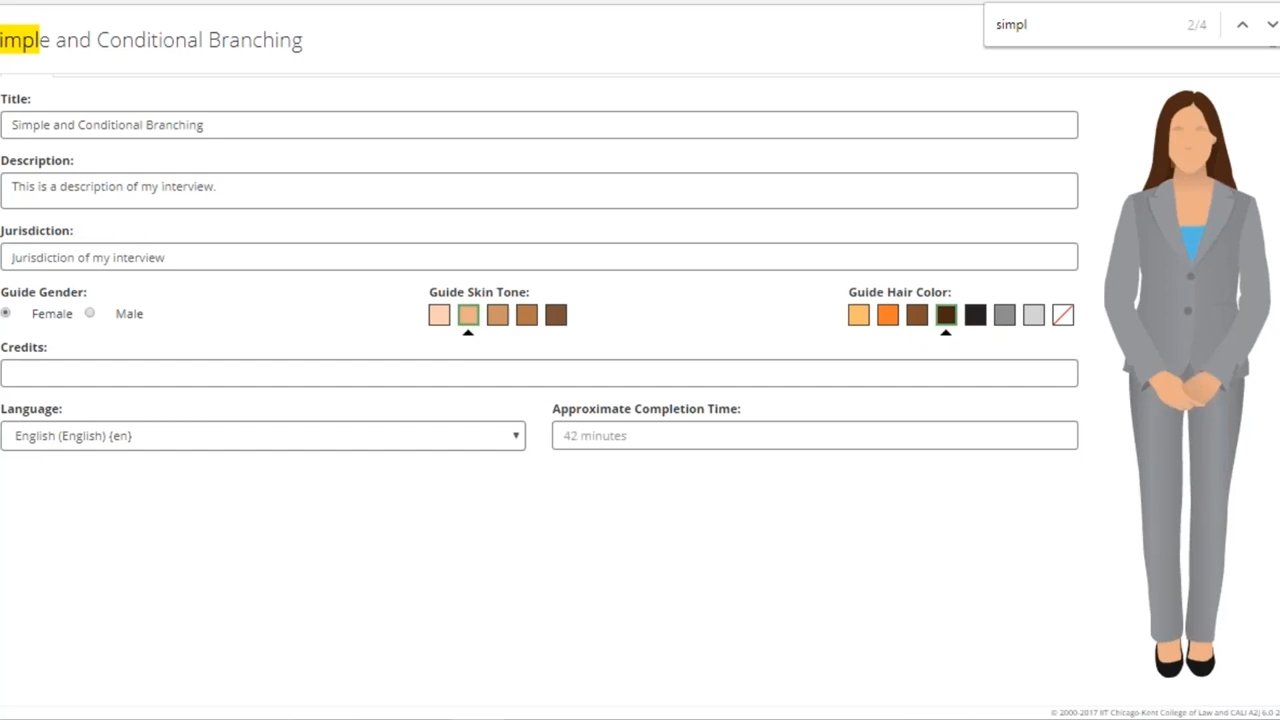 simpl 2/4
imple and Conditional Branching
Title:
Simple and Conditional Branching
Description:
This is a description of my interview.
Jurisdiction:
Jurisdiction of my interview
Guide Gender: Guide Skin Tone: Guide Hair Color:
Female Male
Credits:
Language: Approximate Completion Time:
English (English) {en} 42 minutes
© 2000-2017 IIT Chicago-Kent College of Law and CALI A2J 6.0-2